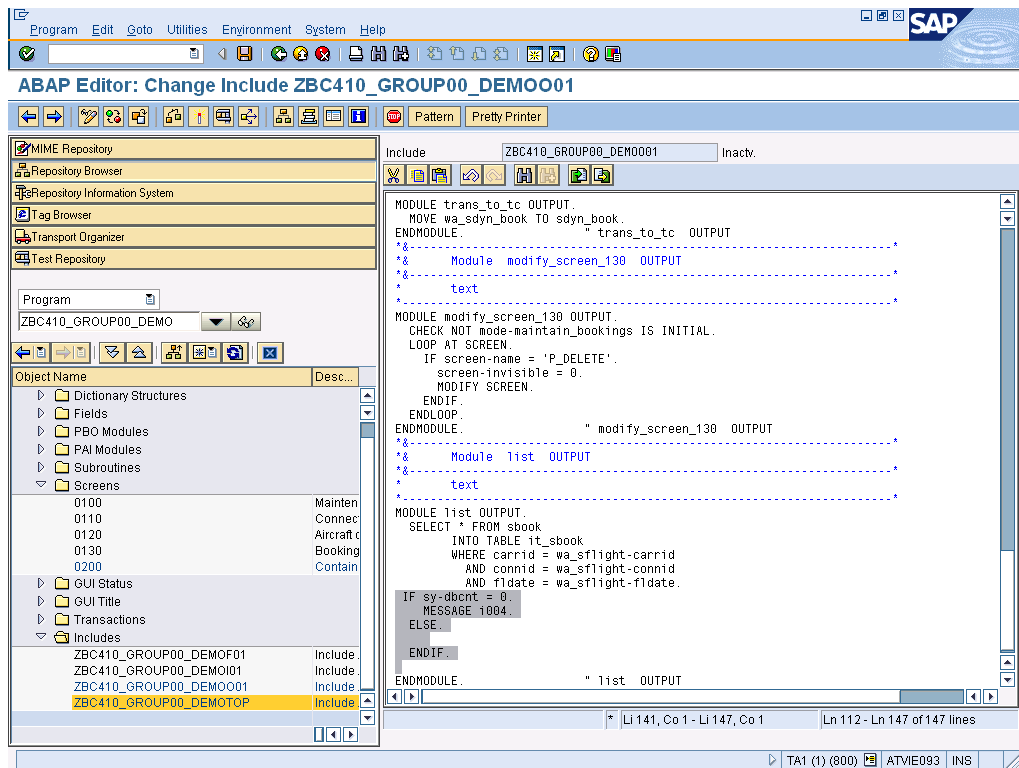 Program Edit Goto Utilities Environment System Help
SAP
ABAP Editor: Change Include ZBC410_GROUP00_DEMOO01
STOP Pattern Pretty Printer
MIME Repository
Repository Browser
Repository Information System
Tag Browser
Transport Organizer
Test Repository
Program
ZBC410_GROUP00_DEMO
Object Name Desc...
Dictionary Structures
Fields
PBO Modules
PAI Modules
Subroutines
Screens
0100 Mainten
0110 Connec
0120 Aircraft c
0130 Booking
0200 Contain
GUI Status
GUI Title
Transactions
Includes
ZBC410_GROUP00_DEMOF01 Include .
ZBC410_GROUP00_DEMOI01 Include .
ZBC410_GROUP00_DEMOO01 Include .
ZBC410_GROUP00_DEMOTOP Include .
Include ZBC410_GROUP00_DEMOO01 Inactv.
MODULE trans_to_tc OUTPUT.
MOVE wa_sdyn_book TO sdyn_book.
ENDMODULE. " trans_to_tc OUTPUT
*&---------------------------------------------------------------------*
*& Module modify_screen_130 OUTPUT
*&---------------------------------------------------------------------*
* text
*----------------------------------------------------------------------*
MODULE modify_screen_130 OUTPUT.
CHECK NOT mode-maintain_bookings IS INITIAL.
LOOP AT SCREEN.
IF screen-name = 'P_DELETE'.
screen-invisible = 0.
MODIFY SCREEN.
ENDIF.
ENDLOOP.
ENDMODULE. " modify_screen_130 OUTPUT
*&---------------------------------------------------------------------*
*& Module list OUTPUT
*&---------------------------------------------------------------------*
* text
*----------------------------------------------------------------------*
MODULE list OUTPUT.
SELECT * FROM sbook
INTO TABLE it_sbook
WHERE carrid = wa_sflight-carrid
AND connid = wa_sflight-connid
AND fldate = wa_sflight-fldate.
IF sy-dbcnt = 0.
MESSAGE i004.
ELSE.
ENDIF.
ENDMODULE. " list OUTPUT
* Li 141, Co 1 - Li 147, Co 1 Ln 112 - Ln 147 of 147 lines
TA1 (1) (800) ATVIE093 INS